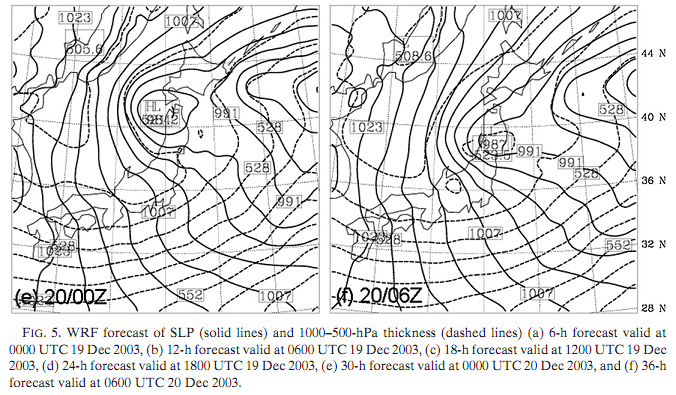 1023
1007
505.6
HL
991
528
528
991
1007
528
1023
552
1007
(e) 20/00Z
1007
508.6
44 N
528
40 N
1023
987
991
991
528
36 N
1007
528
552
32 N
1007
(f) 20/06Z
28 N
FIG. 5. WRF forecast of SLP (solid lines) and 1000–500-hPa thickness (dashed lines) (a) 6-h forecast valid at
0000 UTC 19 Dec 2003, (b) 12-h forecast valid at 0600 UTC 19 Dec 2003, (c) 18-h forecast valid at 1200 UTC 19 Dec
2003, (d) 24-h forecast valid at 1800 UTC 19 Dec 2003, (e) 30-h forecast valid at 0000 UTC 20 Dec 2003, and (f) 36-h
forecast valid at 0600 UTC 20 Dec 2003.